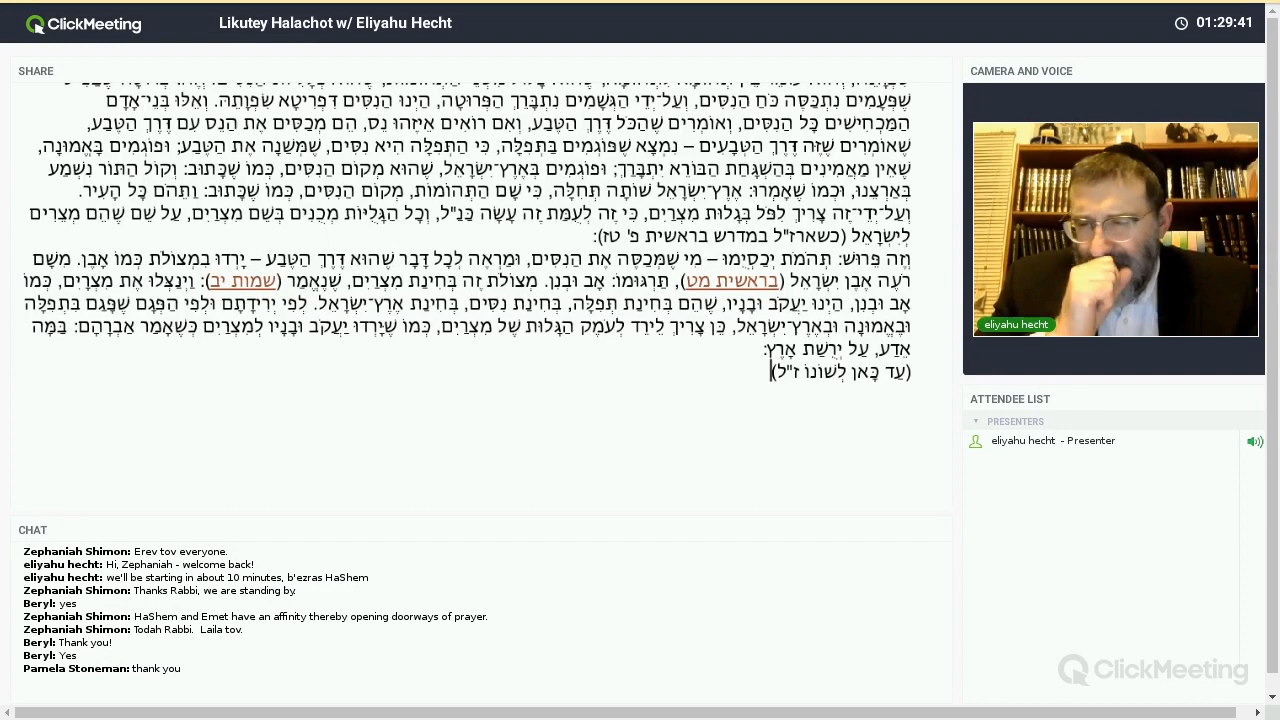 ClickMeeting
Likutey Halachot w/ Eliyahu Hecht
01:29:41
SHARE
שֶׁפְּעָמִים נִתְכַּסֶּה כֹּחַ הַנִּסִּים, וְעַל־יְדֵי הַגְּשָׁמִים נִתְבָּרֵךְ הַפְּרוּטָה, הַיְנוּ הַנִּסִּים דִּפְרִיטָא שִׂפְוָתֵהּ. וְאִלּוּ בְּנֵי־אָדָם
הַמַּכְחִישִׁים כָּל הַנִּסִּים, וְאוֹמְרִים שֶׁהַכֹּל דֶּרֶךְ הַטֶּבַע, וְאִם רוֹאִים אֵיזֶהוּ נֵס, הֵם מְכַסִּים אֶת הַנֵּס עִם דֶּרֶךְ הַטֶּבַע,
שֶׁאוֹמְרִים שֶׁזֶּה דֶּרֶךְ הַטְּבָעִים – נִמְצָא שֶׁפּוֹגְמִים בַּתְּפִלָּה, כִּי הַתְּפִלָּה הִיא נִסִּים, שֶׁמְּשַׁנָּה אֶת הַטֶּבַע; וּפוֹגְמִים בֶּאֱמוּנָה,
שֶׁאֵין מַאֲמִינִים בְּהַשְׁגָּחַת הַבּוֹרֵא יִתְבָּרַךְ; וּפוֹגְמִים בְּאֶרֶץ־יִשְׂרָאֵל, שֶׁהוּא מְקוֹם הַנִּסִּים, כְּמוֹ שֶׁכָּתוּב: וְקוֹל הַתּוֹר נִשְׁמַע
בְּאַרְצֵנוּ, וּכְמוֹ שֶׁאָמְרוּ: אֶרֶץ יִשְׂרָאֵל שׁוֹתָה תְּחִלָּה, כִּי שָׁם הַתְּהוֹמוֹת, מְקוֹם הַנִּסִּים, כְּמוֹ שֶׁכָּתוּב: וַתֵּהֹם כָּל הָעִיר.
וְעַל־יְדֵי־זֶה צָרִיךְ לִפֹּל בְּגָלוּת מִצְרַיִם, כִּי זֶה לְעֻמַּת זֶה עָשָׂה כַּנַּ"ל, וְכָל הַגָּלֻיּוֹת מְכֻנִּים בְּשֵׁם מִצְרַיִם, עַל שֵׁם שֶׁהֵם מְצֵרִים
לְיִשְׂרָאֵל (כשארז"ל במדרש בראשית פ' טז):
וְזֶה פֵּרוּשׁ: תְּהֹמֹת יְכַסְיֻמוּ – מִי שֶׁמְּכַסֶּה אֶת הַנִּסִּים, וּמַרְאֶה לְכָל דָּבָר שֶׁהוּא דֶּרֶךְ הַטֶּבַע – יָרְדוּ בִמְצוֹלֹת כְּמוֹ אָבֶן. מִשָּׁם
רֹעֶה אֶבֶן יִשְׂרָאֵל (בראשית מט), תַּרְגּוּמוֹ: אָב וּבְנִן. מְצוֹלֹת זֶה בְּחִינַת מִצְרַיִם, שֶׁנֶּאֱמַר (שמות יב): וַיְנַצְּלוּ אֶת מִצְרָיִם, כְּמוֹ
אָב וּבְנִן, הַיְנוּ יַעֲקֹב וּבָנָיו, שֶׁהֵם בְּחִינַת תְּפִלָּה, בְּחִינַת נִסִּים, בְּחִינַת אֶרֶץ־יִשְׂרָאֵל. לְפִי יְרִידָתָם וּלְפִי הַפְּגָם שֶׁפָּגַם בַּתְּפִלָּה
וּבֶאֱמוּנָה וּבְאֶרֶץ־יִשְׂרָאֵל, כֵּן צָרִיךְ לֵירֵד לְעֹמֶק הַגָּלוּת שֶׁל מִצְרַיִם, כְּמוֹ שֶׁיָּרְדוּ יַעֲקֹב וּבָנָיו לְמִצְרַיִם כְּשֶׁאָמַר אַבְרָהָם: בַּמָּה
אֵדַע, עַל יְרֻשַּׁת אָרֶץ:
(עַד כָּאן לְשׁוֹנוֹ ז"ל)
CHAT
Zephaniah Shimon: Erev tov everyone.
eliyahu hecht: Hi, Zephaniah - welcome back!
eliyahu hecht: we'll be starting in about 10 minutes, b'ezras HaShem
Zephaniah Shimon: Thanks Rabbi, we are standing by.
Beryl: yes
Zephaniah Shimon: HaShem and Emet have an affinity thereby opening doorways of prayer.
Zephaniah Shimon: Todah Rabbi.  Laila tov.
Beryl: Thank you!
Beryl: Yes
Pamela Stoneman: thank you
CAMERA AND VOICE
eliyahu hecht
ATTENDEE LIST
PRESENTERS
eliyahu hecht - Presenter
ClickMeeting